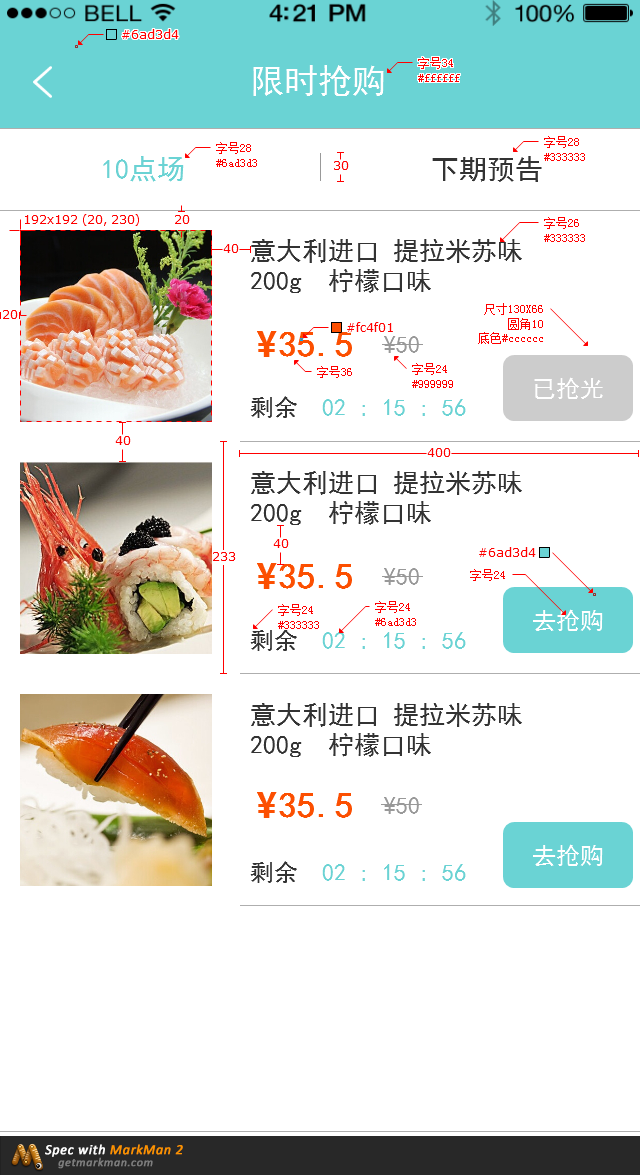 BELL 4:21 PM 100%
#6ad3d4
限时抢购
字号34
#ffffff
10点场
字号28
#6ad3d3
30
下期预告
字号28
#333333
192x192 (20, 230)
20
40
20
意大利进口 提拉米苏味
200g 柠檬口味
字号26
#333333
#fc4f01
¥35.5
¥50
字号36
字号24
#999999
尺寸130X66
圆角10
底色#cccccc
已抢光
剩余 02 : 15 : 56
40
400
233
意大利进口 提拉米苏味
200g 柠檬口味
40
¥35.5
¥50
#6ad3d4
字号24
去抢购
字号24
#333333
字号24
#6ad3d3
剩余 02 : 15 : 56
意大利进口 提拉米苏味
200g 柠檬口味
¥35.5
¥50
去抢购
剩余 02 : 15 : 56
Spec with MarkMan 2
getmarkman.com